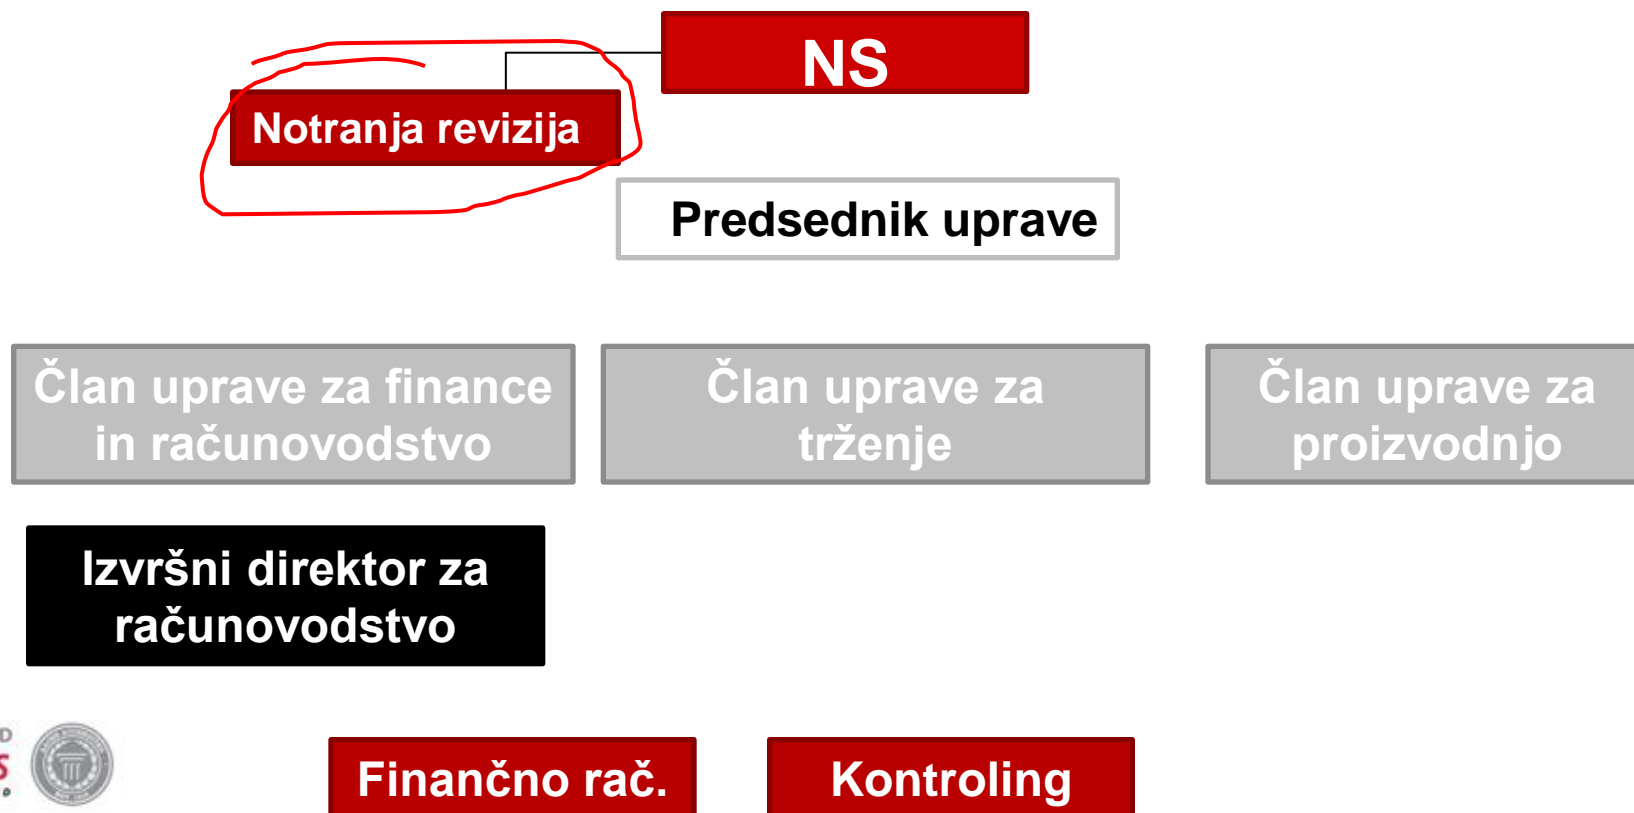 NS
Notranja revizija
Predsednik uprave
Član uprave za finance
in računovodstvo
Član uprave za
trženje
Član uprave za
proizvodnjo
Izvršni direktor za
računovodstvo
Finančno rač.
Kontroling